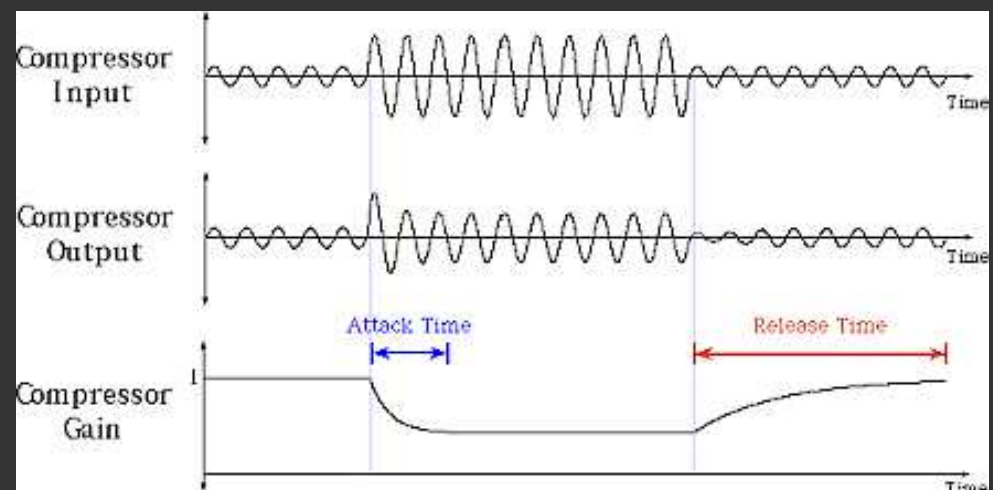 Compressor
Input
Time
Compressor
Output
Time
Attack Time
Release Time
1
Compressor
Gain
Time